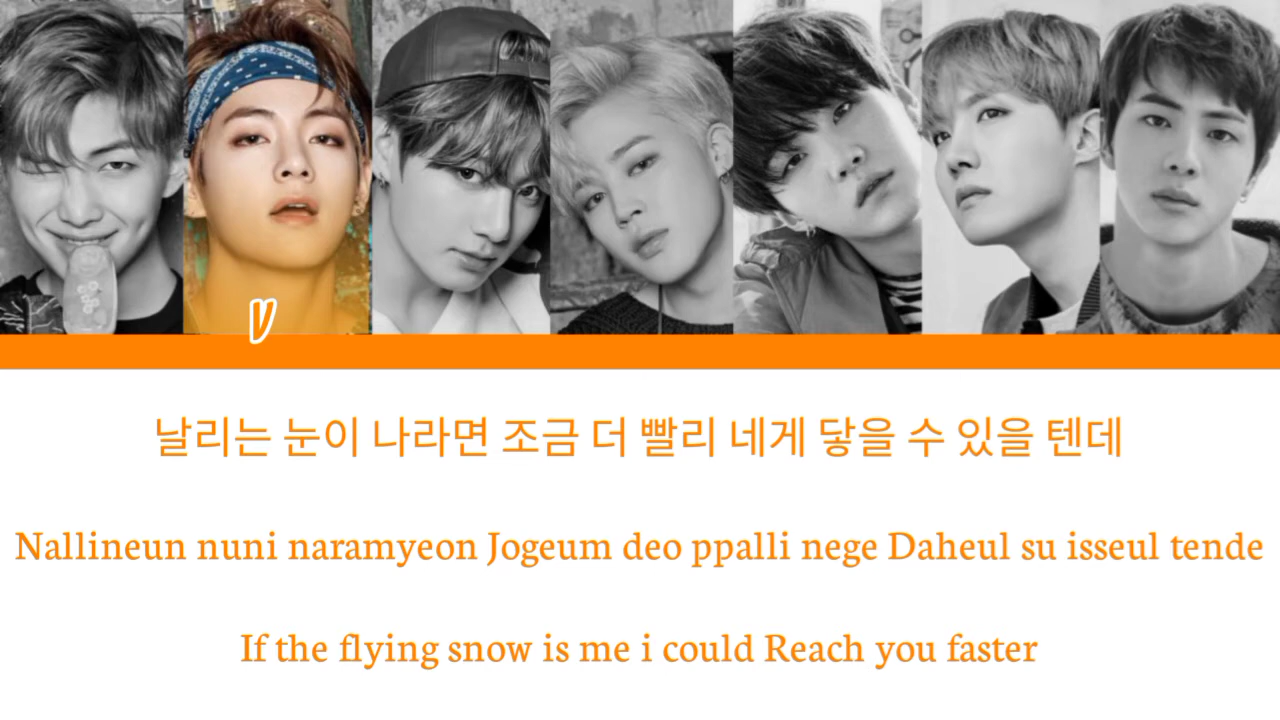 V
날리는 눈이 나라면 조금 더 빨리 네게 닿을 수 있을 텐데
Nallineun nuni naramyeon Jogeum deo ppalli nege Daheul su isseul tende
If the flying snow is me i could Reach you faster